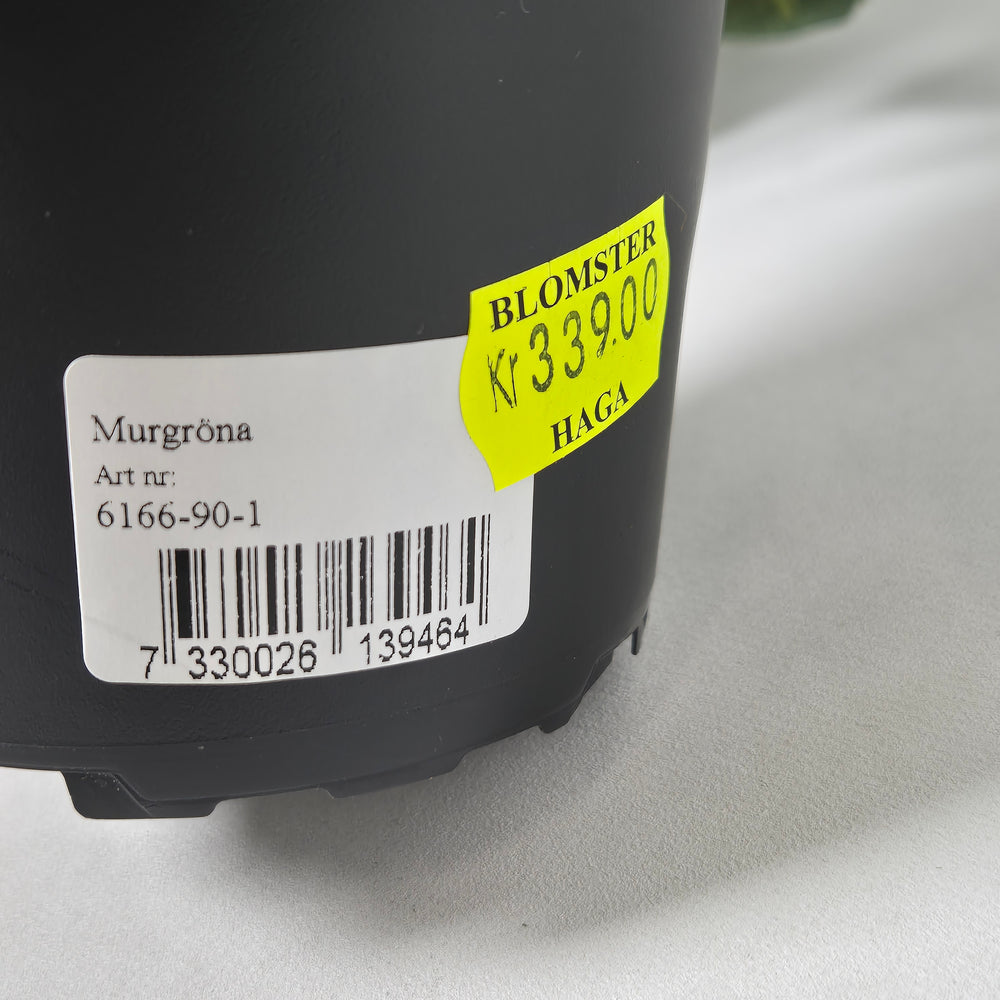 BLOMSTER
Kr 339.00
HAGA
Murgröna
Art nr:
6166-90-1
7 330026 139464